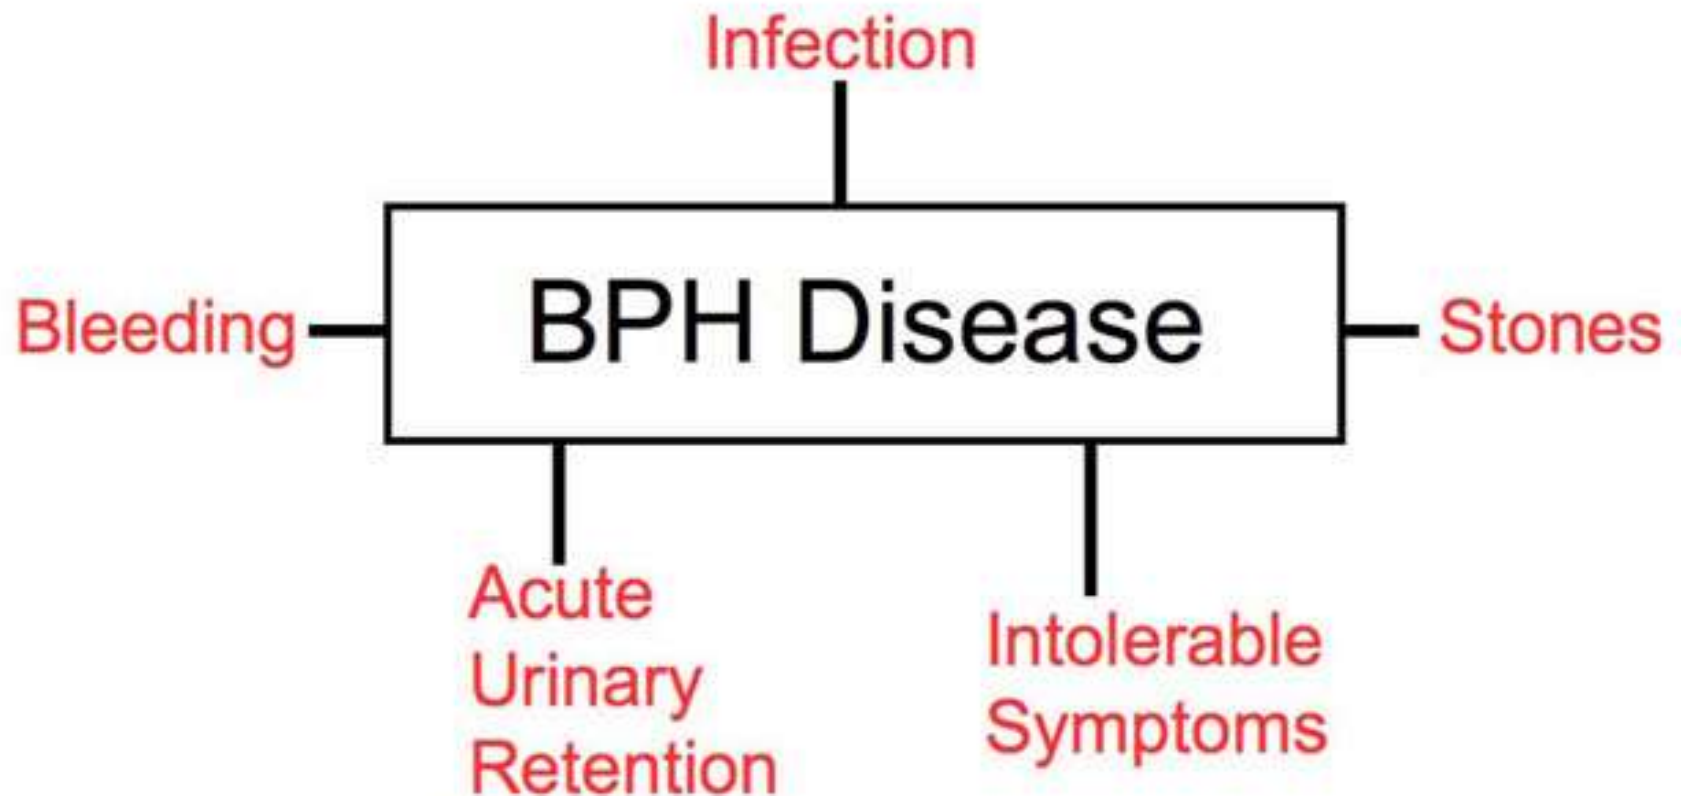 Infection
BPH Disease
Bleeding
Stones
Acute
Urinary
Retention
Intolerable
Symptoms